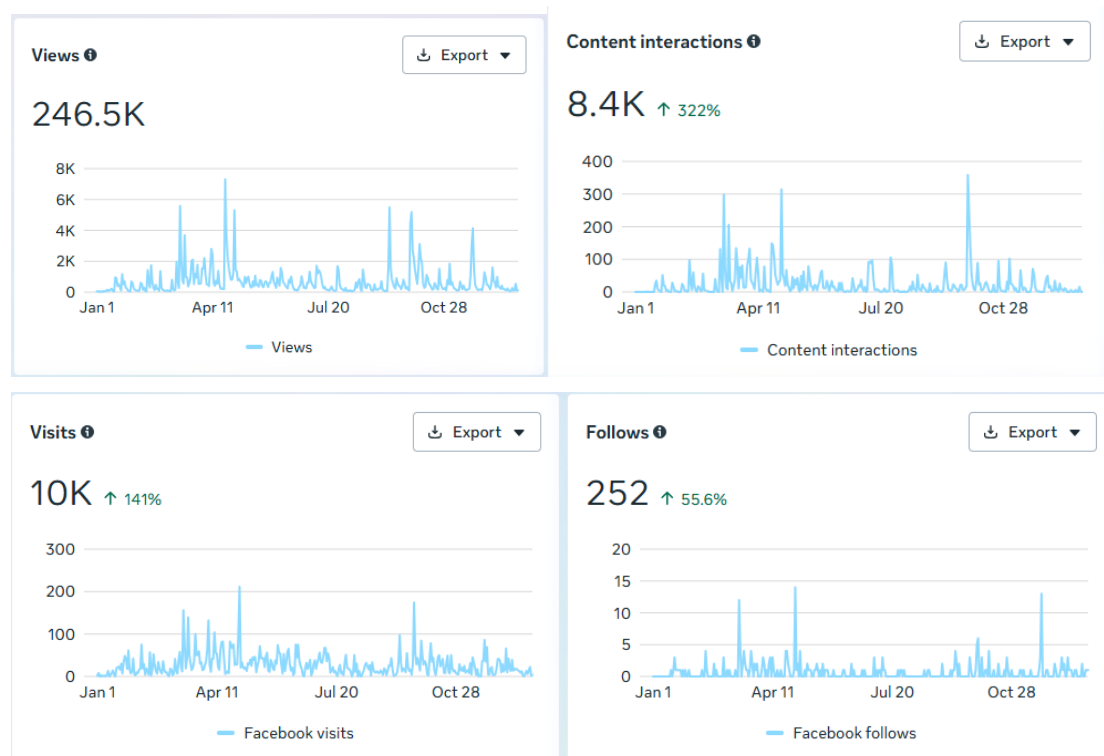 Views
Export
246.5K
8K
6K
4K
2K
0
Jan 1 Apr 11 Jul 20 Oct 28
Views
Content interactions
Export
8.4K ↑ 322%
400
300
200
100
0
Jan 1 Apr 11 Jul 20 Oct 28
Content interactions
Visits
Export
10K ↑ 141%
300
200
100
0
Jan 1 Apr 11 Jul 20 Oct 28
Facebook visits
Follows
Export
252 ↑ 55.6%
20
15
10
5
0
Jan 1 Apr 11 Jul 20 Oct 28
Facebook follows